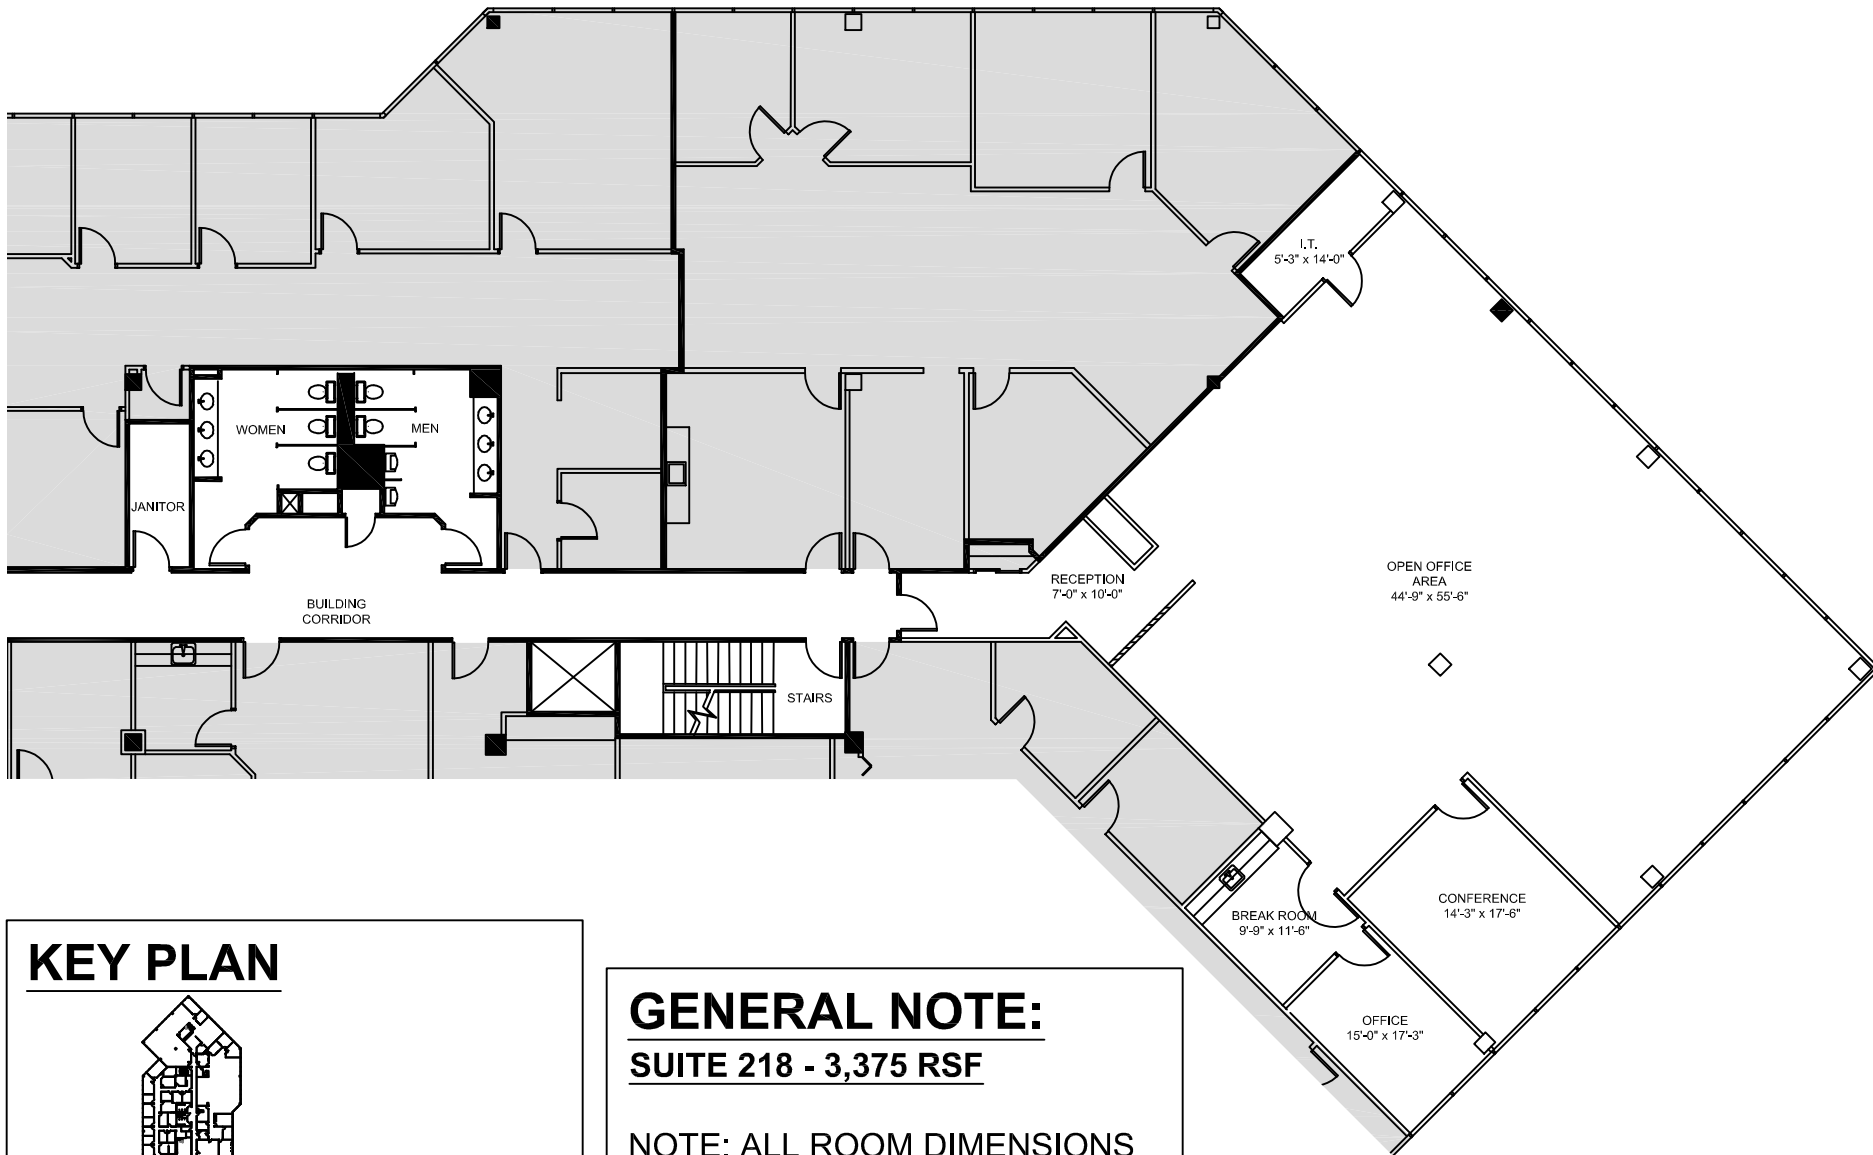 I.T.
5'-3" x 14'-0"
WOMEN
MEN
JANITOR
BUILDING
CORRIDOR
RECEPTION
7'-0" x 10'-0"
OPEN OFFICE
AREA
44'-9" x 55'-6"
STAIRS
CONFERENCE
14'-3" x 17'-6"
BREAK ROOM
9'-9" x 11'-6"
OFFICE
15'-0" x 17'-3"
KEY PLAN
GENERAL NOTE:
SUITE 218 - 3,375 RSF
NOTE: ALL ROOM DIMENSIONS